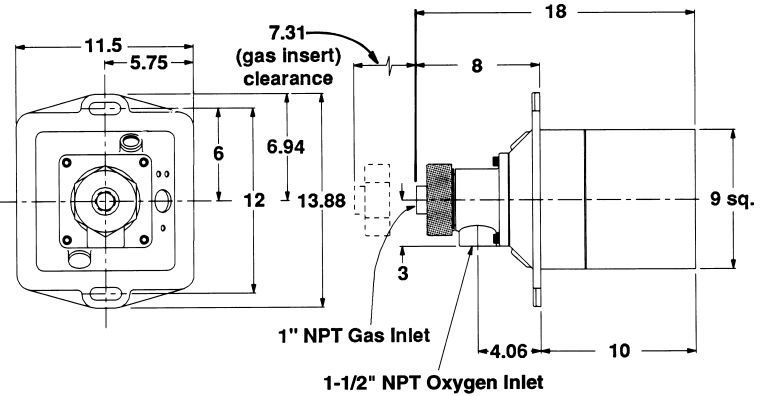 18
7.31
(gas insert)
clearance
11.5
5.75
8
6
6.94
12
13.88
9 sq.
3
1" NPT Gas Inlet
4.06
10
1-1/2" NPT Oxygen Inlet